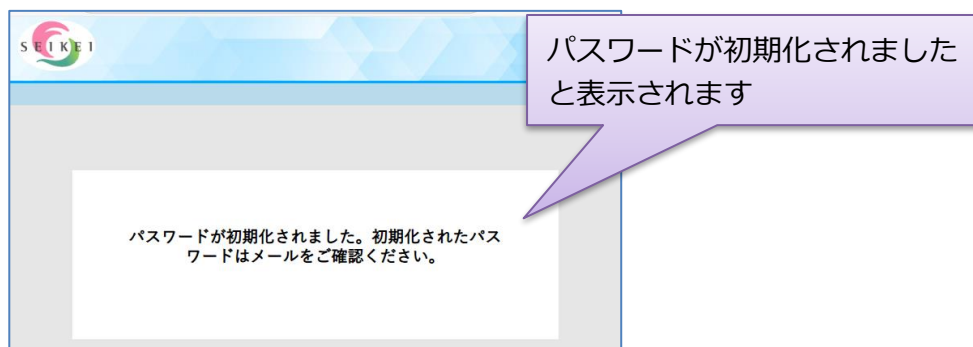 SEIKEI
パスワードが初期化されました
と表示されます
パスワードが初期化されました。初期化されたパス
ワードはメールをご確認ください。